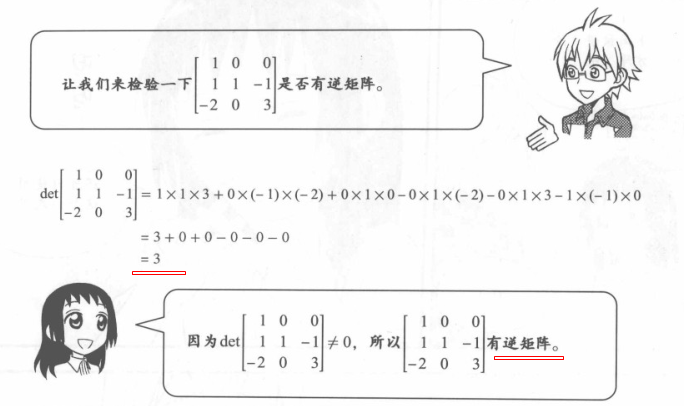 让我们来检验一下[1 0 0; 1 1 −1; −2 0 3]是否有逆矩阵。
det[1 0 0; 1 1 −1; −2 0 3] = 1×1×3+0×(−1)×(−2)+0×1×0−0×1×(−2)−0×1×3−1×(−1)×0
= 3+0+0−0−0−0
= 3
因为det[1 0 0; 1 1 −1; −2 0 3]≠0，所以[1 0 0; 1 1 −1; −2 0 3]有逆矩阵。